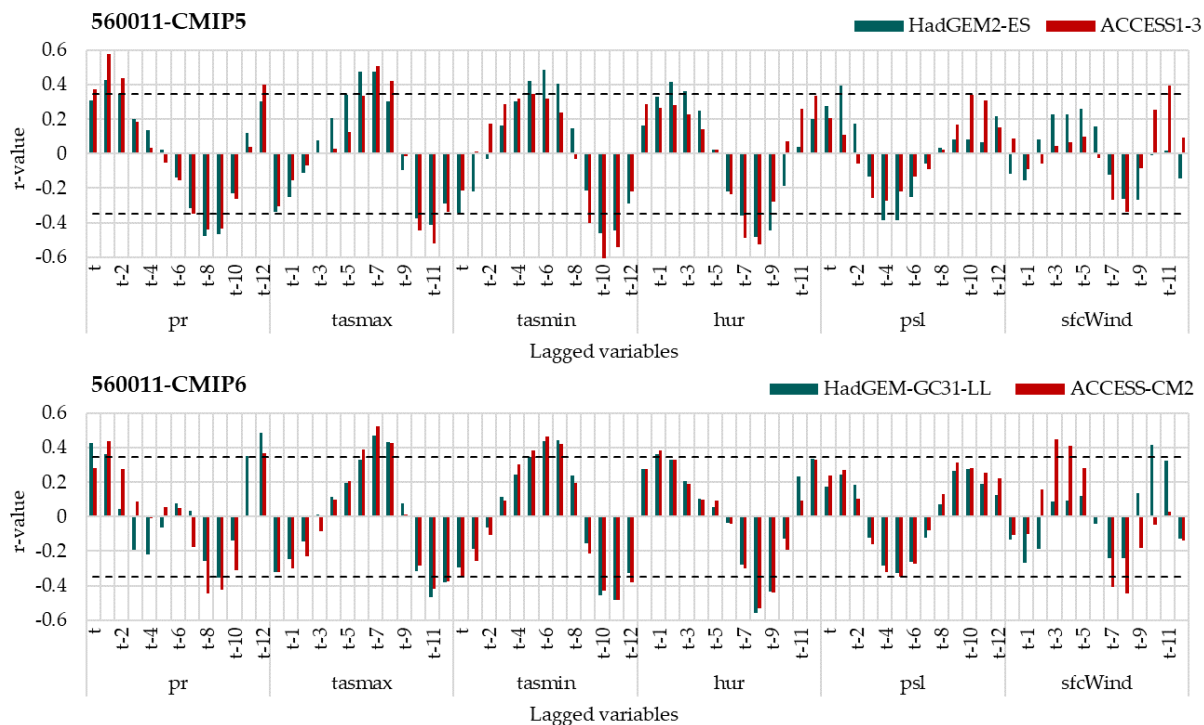 560011-CMIP5
HadGEM2-ES ACCESS1-3
0.6
0.4
0.2
0
-0.2
-0.4
-0.6
r-value
t t-2 t-4 t-6 t-8 t-10 t-12 t-1 t-3 t-5 t-7 t-9 t-11 t t-2 t-4 t-6 t-8 t-10 t-12 t-1 t-3 t-5 t-7 t-9 t-11 t t-2 t-4 t-6 t-8 t-10 t-12 t-1 t-3 t-5 t-7 t-9 t-11
pr tasmax tasmin hur psl sfcWind
Lagged variables
560011-CMIP6
HadGEM-GC31-LL ACCESS-CM2
0.6
0.4
0.2
0
-0.2
-0.4
-0.6
r-value
t t-2 t-4 t-6 t-8 t-10 t-12 t-1 t-3 t-5 t-7 t-9 t-11 t t-2 t-4 t-6 t-8 t-10 t-12 t-1 t-3 t-5 t-7 t-9 t-11 t t-2 t-4 t-6 t-8 t-10 t-12 t-1 t-3 t-5 t-7 t-9 t-11
pr tasmax tasmin hur psl sfcWind
Lagged variables